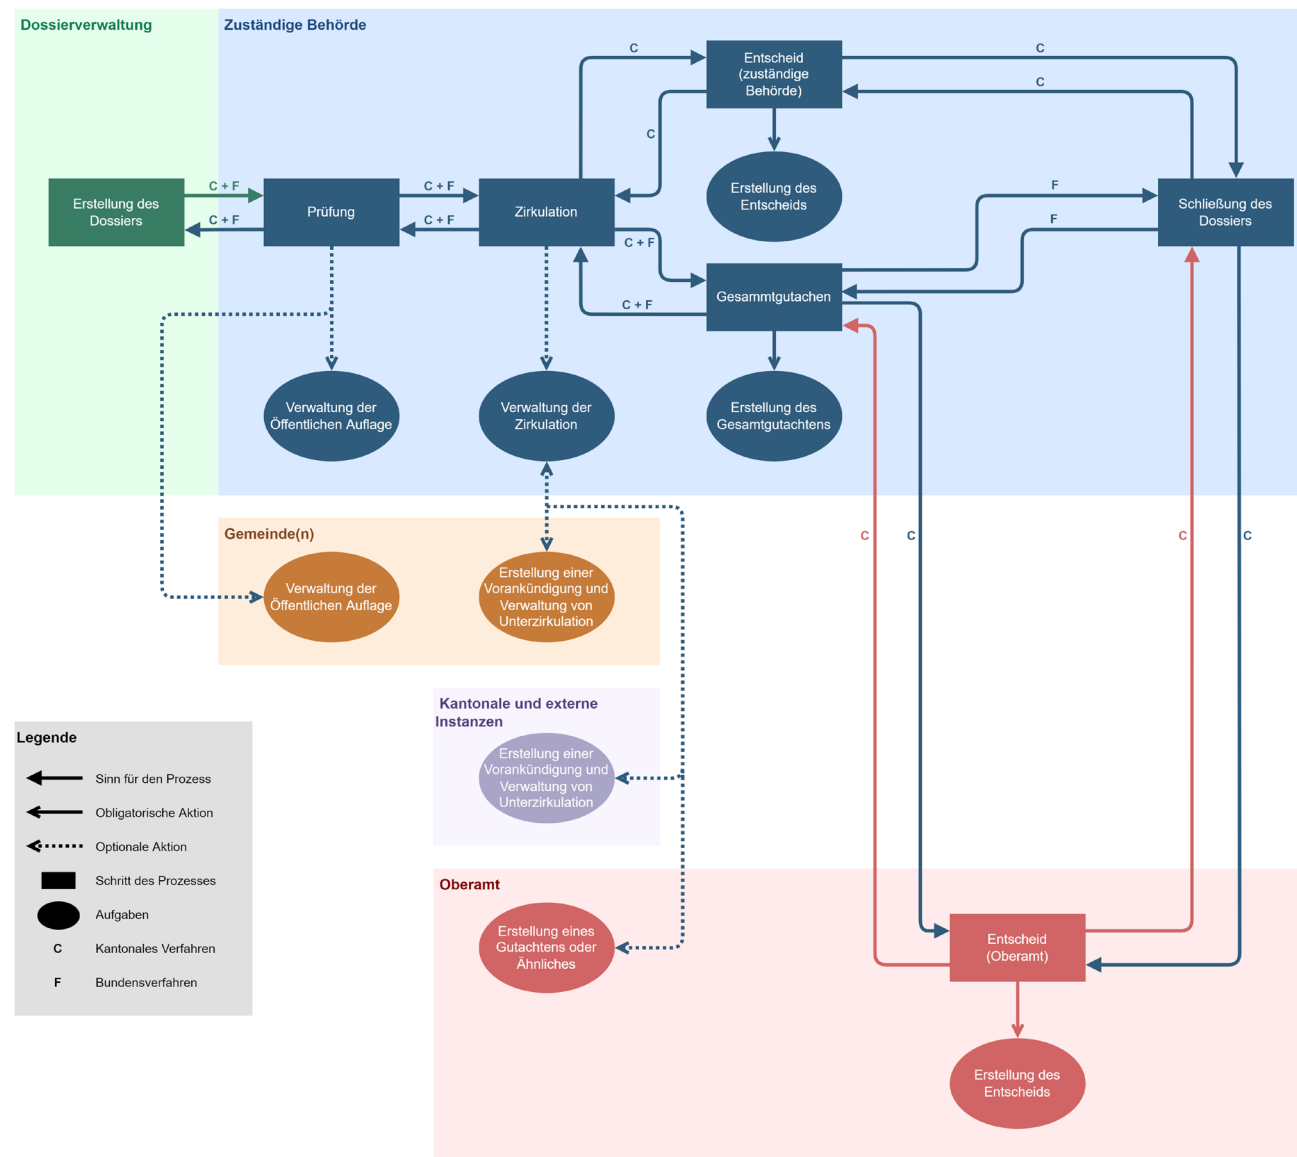 Dossierverwaltung
Zuständige Behörde
C
Entscheid
(zuständige
Behörde)
C
C
C
Erstellung des
Dossiers
C + F
C + F
Prüfung
C + F
C + F
Zirkulation
Erstellung des
Entscheids
F
F
Schließung des
Dossiers
C + F
C + F
Gesammtgutachen
Verwaltung der
Öffentlichen Auflage
Verwaltung der
Zirkulation
Erstellung des
Gesamtgutachtens
Gemeinde(n)
C
C
C
C
Verwaltung der
Öffentlichen Auflage
Erstellung einer
Vorankündigung und
Verwaltung von
Unterzirkulation
Kantonale und externe
Instanzen
Erstellung einer
Vorankündigung und
Verwaltung von
Unterzirkulation
Legende
Sinn für den Prozess
Obligatorische Aktion
Optionale Aktion
Schritt des Prozesses
Aufgaben
C Kantonales Verfahren
F Bundensverfahren
Oberamt
Erstellung eines
Gutachtens oder
Ähnliches
Entscheid
(Oberamt)
Erstellung des
Entscheids